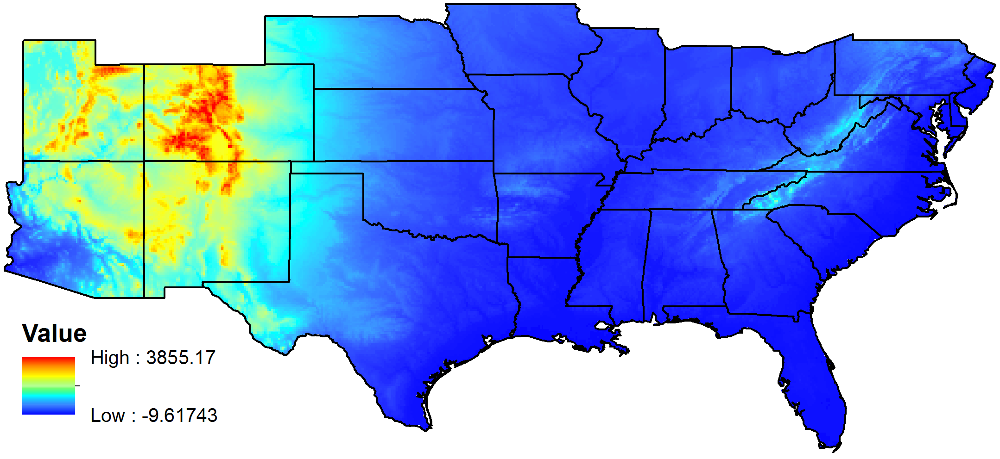 Value
High : 3855.17
Low : -9.61743